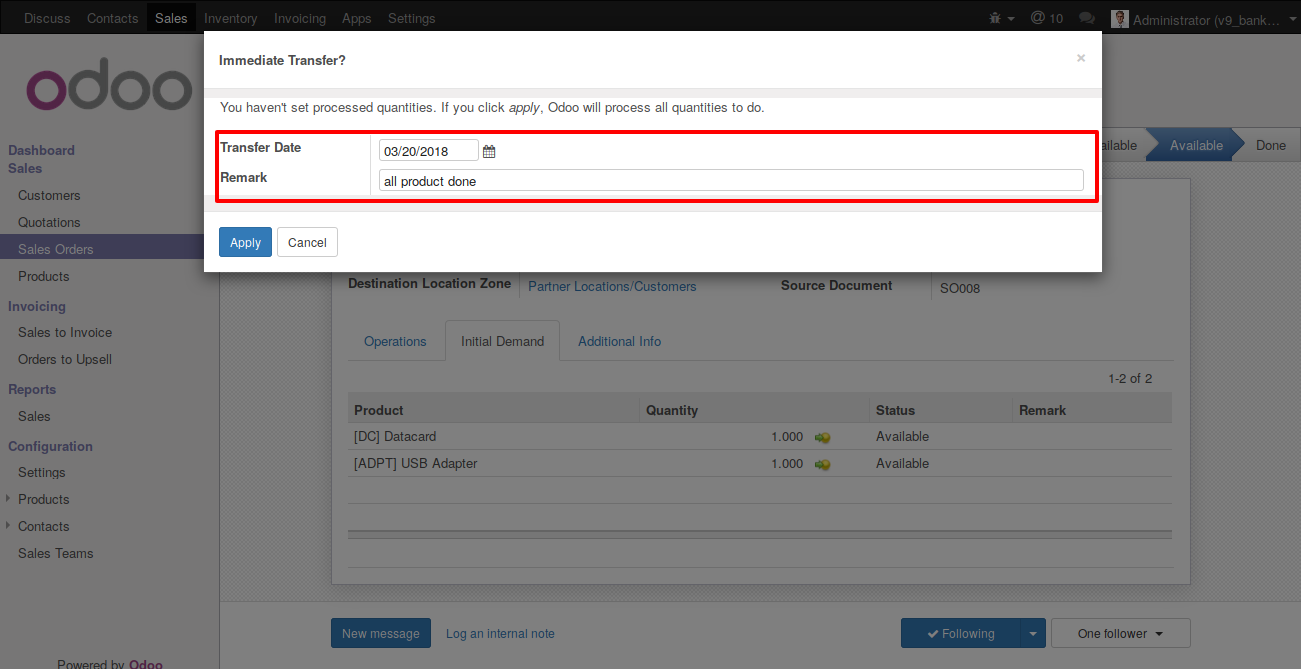 Discuss Contacts Sales Inventory Invoicing Apps Settings @ 10 Administrator (v9_bank...
odoo
Immediate Transfer? ×
You haven't set processed quantities. If you click apply, Odoo will process all quantities to do.
Transfer Date 03/20/2018
Remark all product done
Apply Cancel
ailable Available Done
Dashboard
Sales
Customers
Quotations
Sales Orders
Products
Invoicing
Sales to Invoice
Orders to Upsell
Reports
Sales
Configuration
Settings
Products
Contacts
Sales Teams
Powered by Odoo
Destination Location Zone Partner Locations/Customers Source Document SO008
Operations Initial Demand Additional Info
1-2 of 2
Product Quantity Status Remark
[DC] Datacard 1.000 Available
[ADPT] USB Adapter 1.000 Available
New message Log an internal note Following One follower